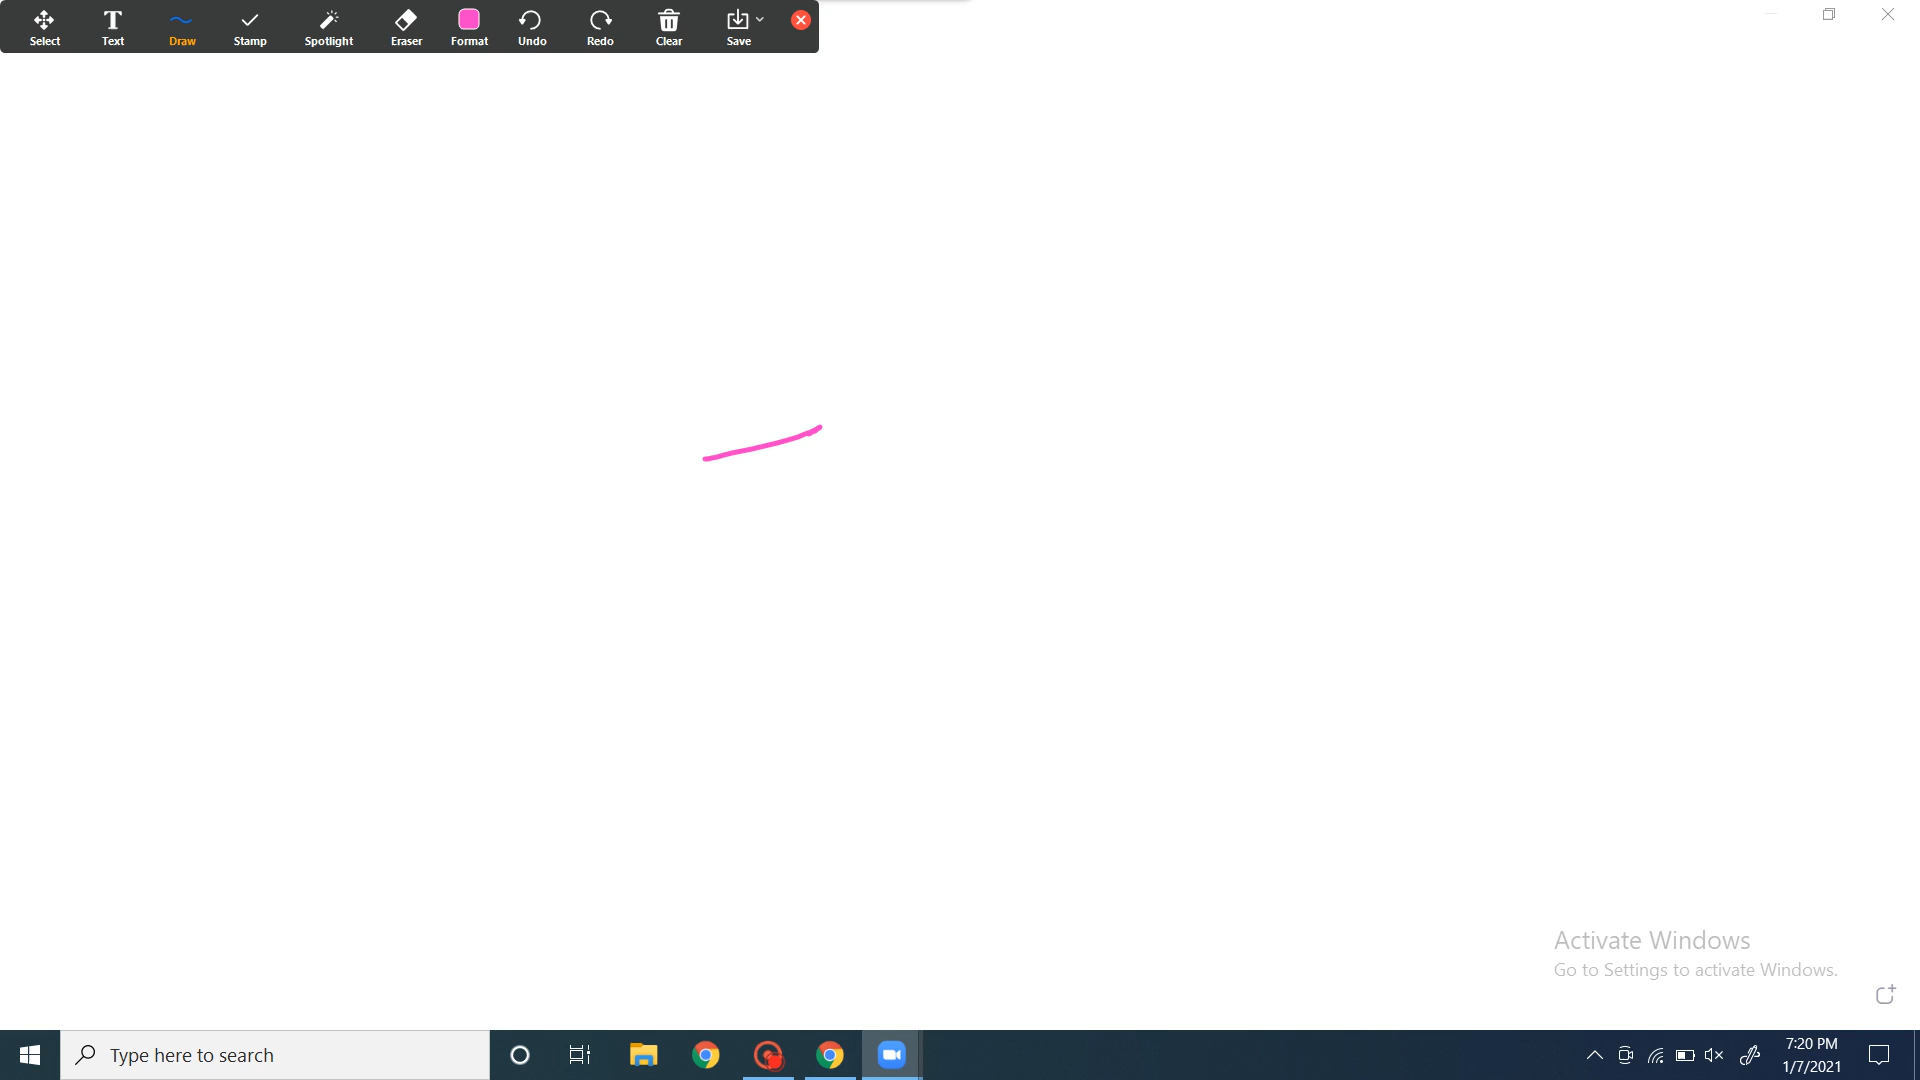 Select Text Draw Stamp Spotlight Eraser Format Undo Redo Clear Save
Activate Windows
Go to Settings to activate Windows.
Type here to search
7:20 PM
1/7/2021